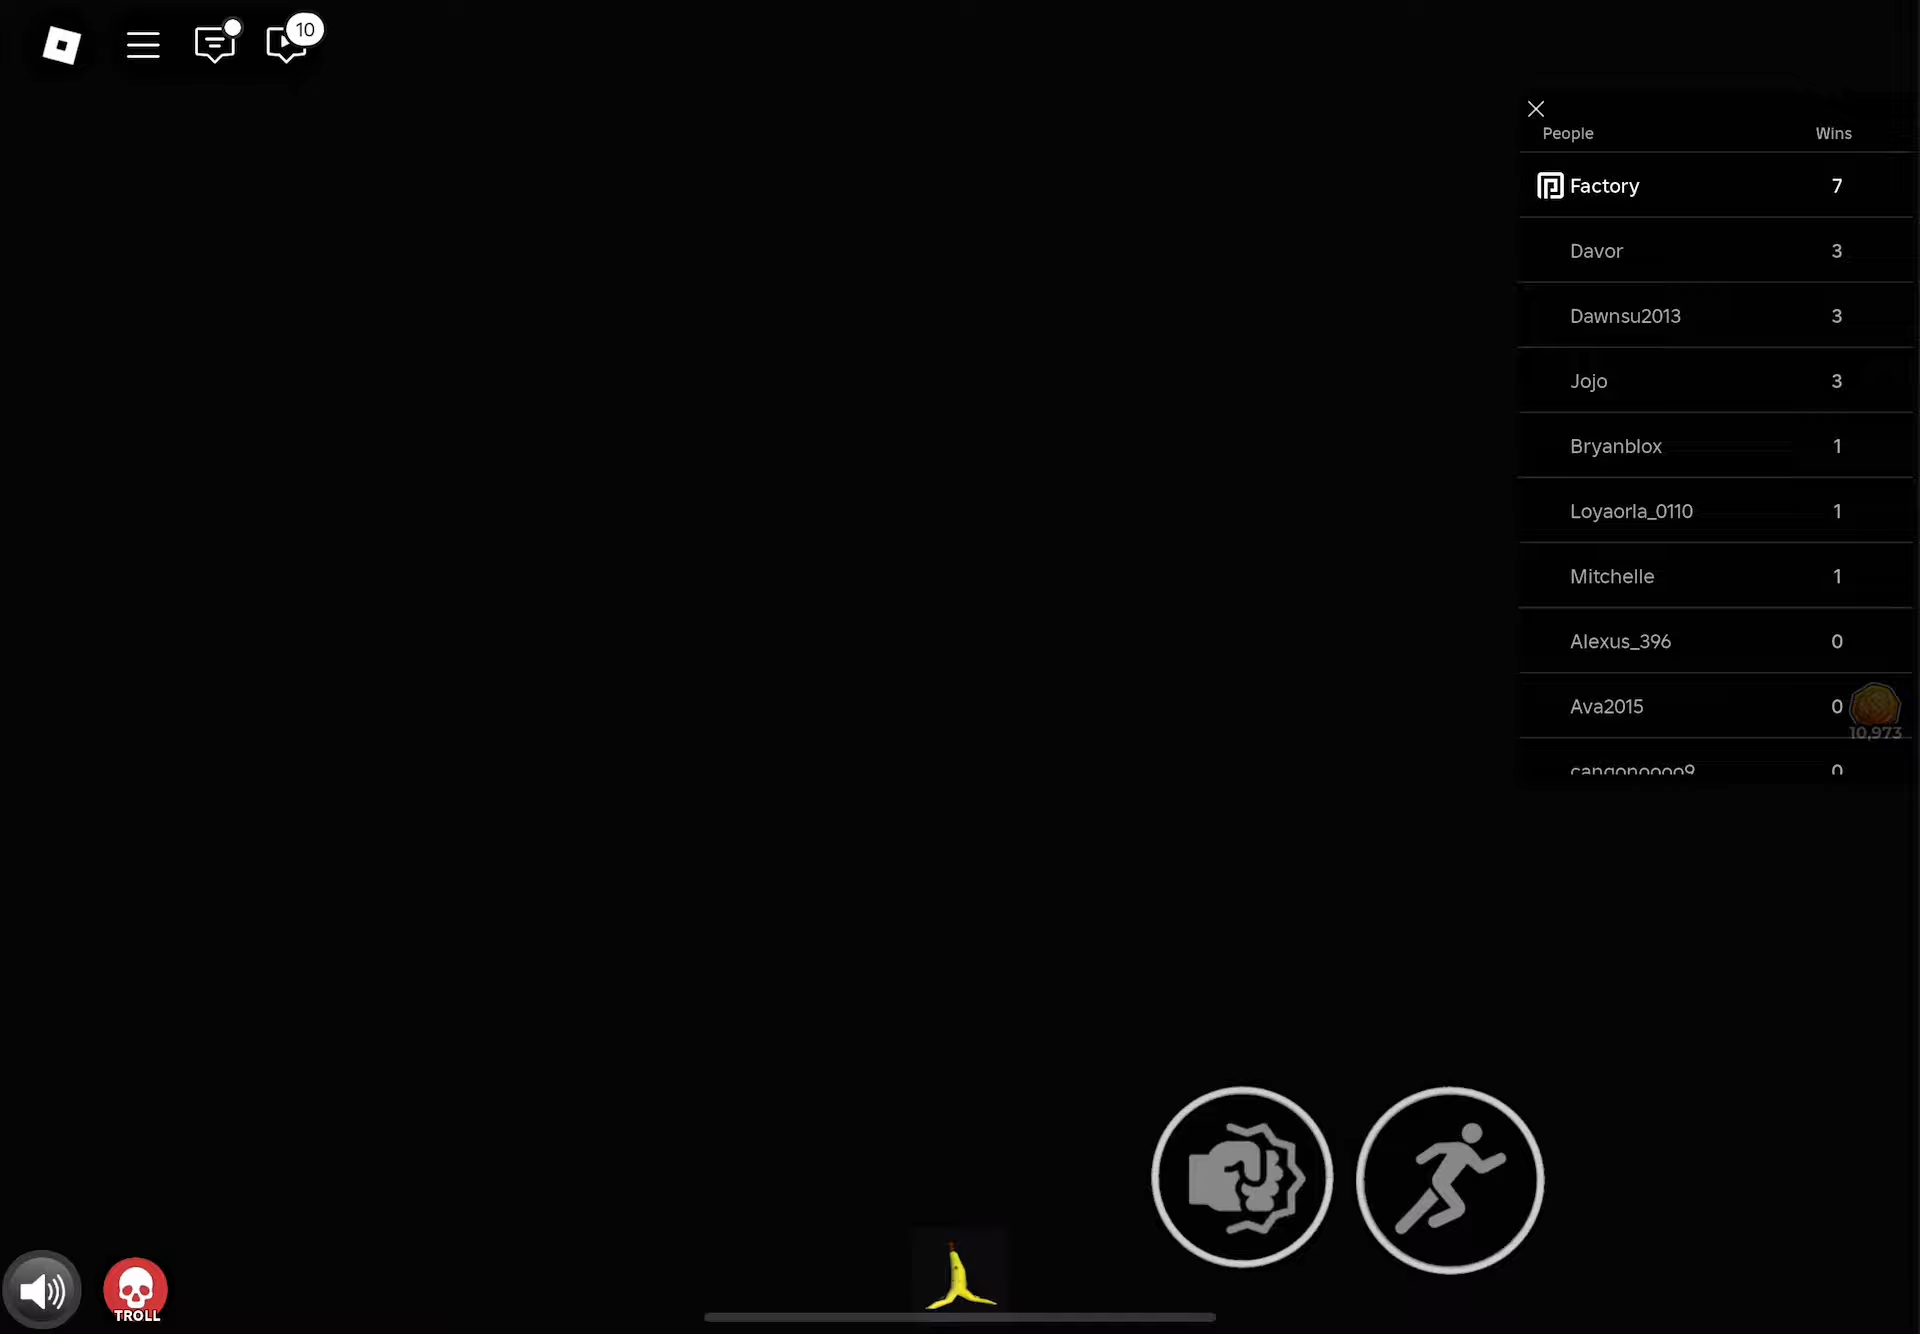 10
People Wins
Factory 7
Davor 3
Dawnsu2013 3
Jojo 3
Bryanblox 1
Loyaorla_0110 1
Mitchelle 1
Alexus_396 0
Ava2015 0
10,973
0
TROLL